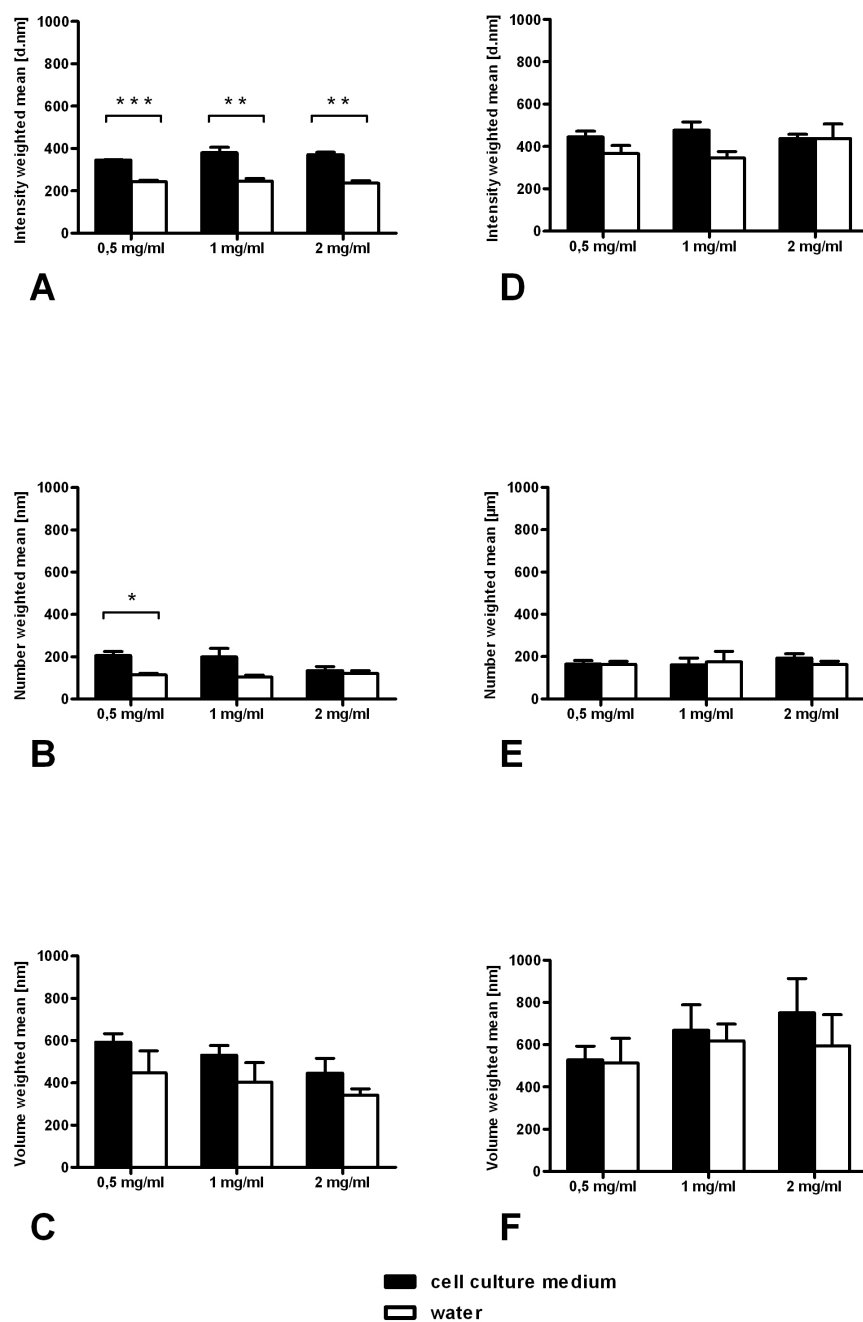 Intensity weighted mean [d.nm]
1000
800
600
400
200
0
*** ** **
0,5 mg/ml 1 mg/ml 2 mg/ml
A
Intensity weighted mean [d.nm]
1000
800
600
400
200
0
0,5 mg/ml 1 mg/ml 2 mg/ml
D
Number weighted mean [nm]
1000
800
600
400
200
0
*
0,5 mg/ml 1 mg/ml 2 mg/ml
B
Number weighted mean [µm]
1000
800
600
400
200
0
0,5 mg/ml 1 mg/ml 2 mg/ml
E
Volume weighted mean [nm]
1000
800
600
400
200
0
0,5 mg/ml 1 mg/ml 2 mg/ml
C
Volume weighted mean [nm]
1000
800
600
400
200
0
0,5 mg/ml 1 mg/ml 2 mg/ml
F
cell culture medium
water